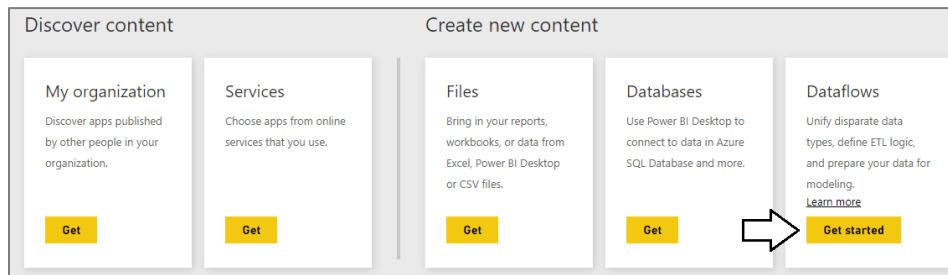 Discover content
Create new content
My organization
Discover apps published
by other people in your
organization.
Get
Services
Choose apps from online
services that you use.
Get
Files
Bring in your reports,
workbooks, or data from
Excel, Power BI Desktop
or CSV files.
Get
Databases
Use Power BI Desktop to
connect to data in Azure
SQL Database and more.
Get
Dataflows
Unify disparate data
types, define ETL logic,
and prepare your data for
modeling.
Learn more
Get started